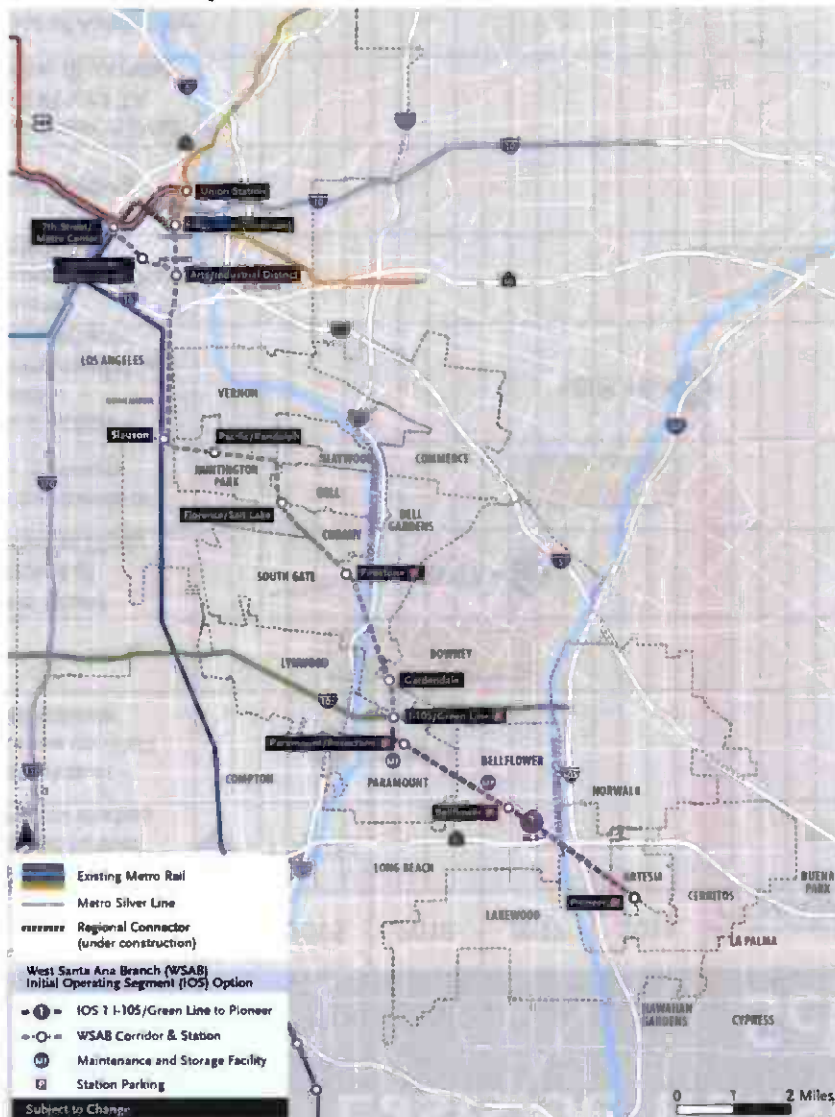 Union Station
7th Street/
Metro Center
Arts/Industrial District
LOS ANGELES
VERNON
Slauson
Pacific/Randolph
HUNTINGTON
PARK
MAYWOOD
COMMERCE
BELL
Florence/Salt Lake
CUDAHY
BELL
GARDENS
SOUTH GATE
Firestone
LYNWOOD
DOWNEY
Gardendale
I-105/Green Line
Paramount/Rosecrans
COMPTON
PARAMOUNT
BELLFLOWER
NORWALK
Bellflower
LONG BEACH
ARTESIA
BUENA
PARK
Pioneer
CERRITOS
LAKEWOOD
LA PALMA
HAWAIIAN
GARDENS
CYPRESS
Existing Metro Rail
Metro Silver Line
Regional Connector
(under construction)
West Santa Ana Branch (WSAB)
Initial Operating Segment (IOS) Option
1 IOS 1 I-105/Green Line to Pioneer
WSAB Corridor & Station
Maintenance and Storage Facility
P Station Parking
Subject to Change
0 1 2 Miles